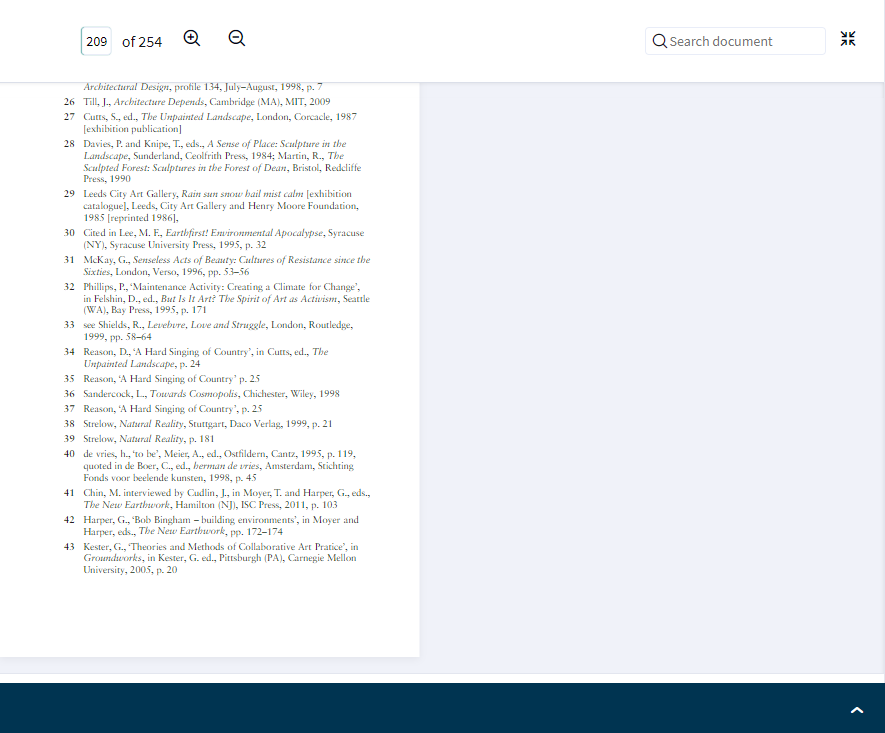 209 of 254
Search document
Architectural Design, profile 134, July–August, 1998, p. 7
26 Till, J., Architecture Depends, Cambridge (MA), MIT, 2009
27 Cutts, S., ed., The Unpainted Landscape, London, Corcacle, 1987
[exhibition publication]
28 Davies, P. and Knipe, T., eds., A Sense of Place: Sculpture in the
Landscape, Sunderland, Ceolfrith Press, 1984; Martin, R., The
Sculpted Forest: Sculptures in the Forest of Dean, Bristol, Redcliffe
Press, 1990
29 Leeds City Art Gallery, Rain sun snow hail mist calm [exhibition
catalogue], Leeds, City Art Gallery and Henry Moore Foundation,
1985 [reprinted 1986],
30 Cited in Lee, M. F., Earthfirst! Environmental Apocalypse, Syracuse
(NY), Syracuse University Press, 1995, p. 32
31 McKay, G., Senseless Acts of Beauty: Cultures of Resistance since the
Sixties, London, Verso, 1996, pp. 53–56
32 Phillips, P., ‘Maintenance Activity: Creating a Climate for Change’,
in Felshin, D., ed., But Is It Art? The Spirit of Art as Activism, Seattle
(WA), Bay Press, 1995, p. 171
33 see Shields, R., Levebvre, Love and Struggle, London, Routledge,
1999, pp. 58–64
34 Reason, D., ‘A Hard Singing of Country’, in Cutts, ed., The
Unpainted Landscape, p. 24
35 Reason, ‘A Hard Singing of Country’ p. 25
36 Sandercock, L., Towards Cosmopolis, Chichester, Wiley, 1998
37 Reason, ‘A Hard Singing of Country’, p. 25
38 Strelow, Natural Reality, Stuttgart, Daco Verlag, 1999, p. 21
39 Strelow, Natural Reality, p. 181
40 de vries, h., ‘to be’, Meier, A., ed., Ostfildern, Cantz, 1995, p. 119,
quoted in de Boer, C., ed., herman de vries, Amsterdam, Stichting
Fonds voor beelende kunsten, 1998, p. 45
41 Chin, M. interviewed by Cudlin, J., in Moyer, T. and Harper, G., eds.,
The New Earthwork, Hamilton (NJ), ISC Press, 2011, p. 103
42 Harper, G., ‘Bob Bingham – building environments’, in Moyer and
Harper, eds., The New Earthwork, pp. 172–174
43 Kester, G., ‘Theories and Methods of Collaborative Art Pratice’, in
Groundworks, in Kester, G. ed., Pittsburgh (PA), Carnegie Mellon
University, 2005, p. 20